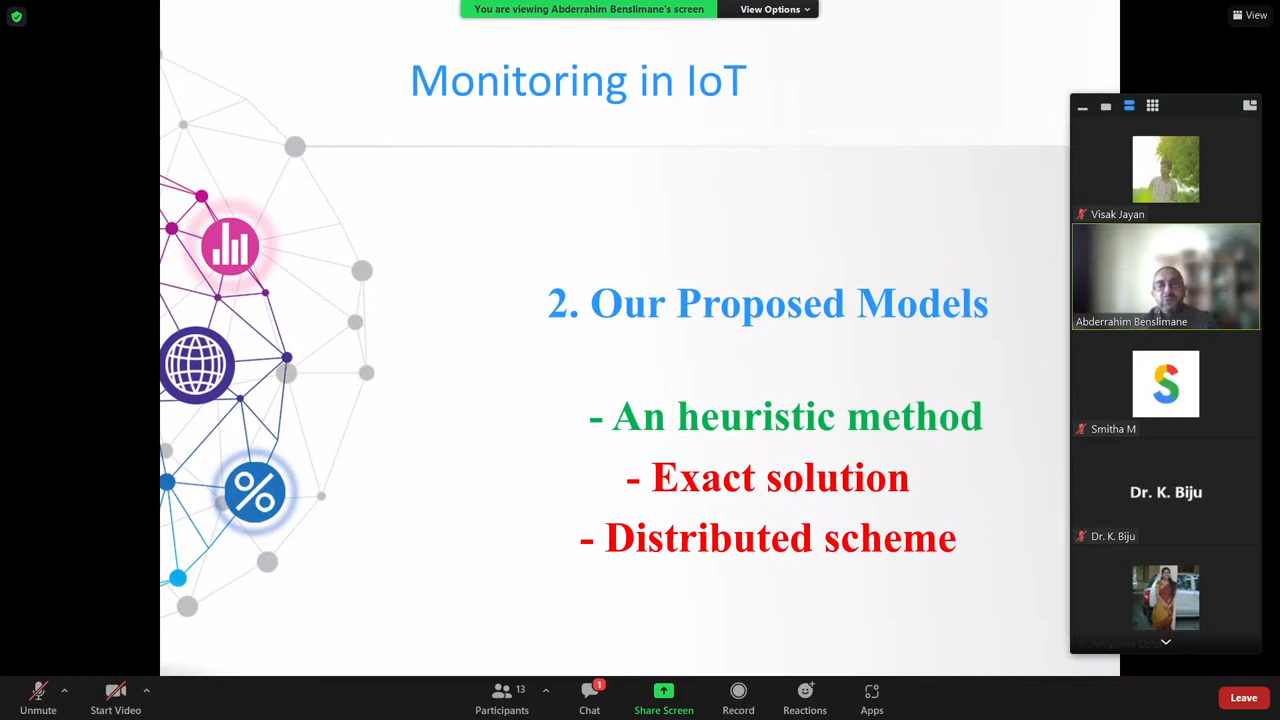 You are viewing Abderrahim Benslimane's screen
View Options
View
Monitoring in IoT
Visak Jayan
2. Our Proposed Models
Abderrahim Benslimane
- An heuristic method
Smitha M
- Exact solution
Dr. K. Biju
- Distributed scheme
Dr. K. Biju
Unmute
Start Video
13
Participants
1
Chat
Share Screen
Record
Reactions
Apps
Leave